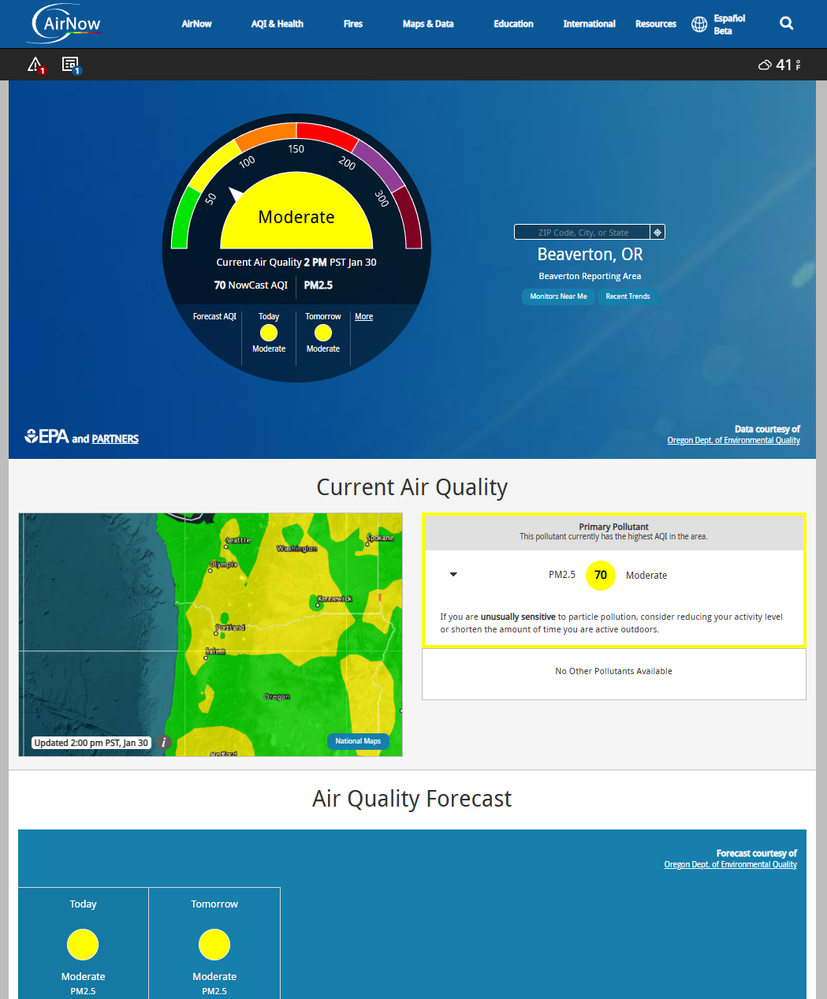 AirNow
AirNow
AQI & Health
Fires
Maps & Data
Education
International
Resources
Español
Beta
1
1
41 °F
50
100
150
200
300
Moderate
Current Air Quality 2 PM PST Jan 30
70 NowCast AQI
PM2.5
Forecast AQI
Today
Moderate
Tomorrow
Moderate
More
ZIP Code, City, or State
Beaverton, OR
Beaverton Reporting Area
Monitors Near Me
Recent Trends
EPA and PARTNERS
Data courtesy of
Oregon Dept. of Environmental Quality
Current Air Quality
Seattle
Washington
Spokane
Olympia
Kennewick
Portland
Salem
Oregon
Medford
Updated 2:00 pm PST, Jan 30
i
National Maps
Primary Pollutant
This pollutant currently has the highest AQI in the area.
PM2.5
70
Moderate
If you are unusually sensitive to particle pollution, consider reducing your activity level
or shorten the amount of time you are active outdoors.
No Other Pollutants Available
Air Quality Forecast
Forecast courtesy of
Oregon Dept. of Environmental Quality
Today
Moderate
PM2.5
Tomorrow
Moderate
PM2.5